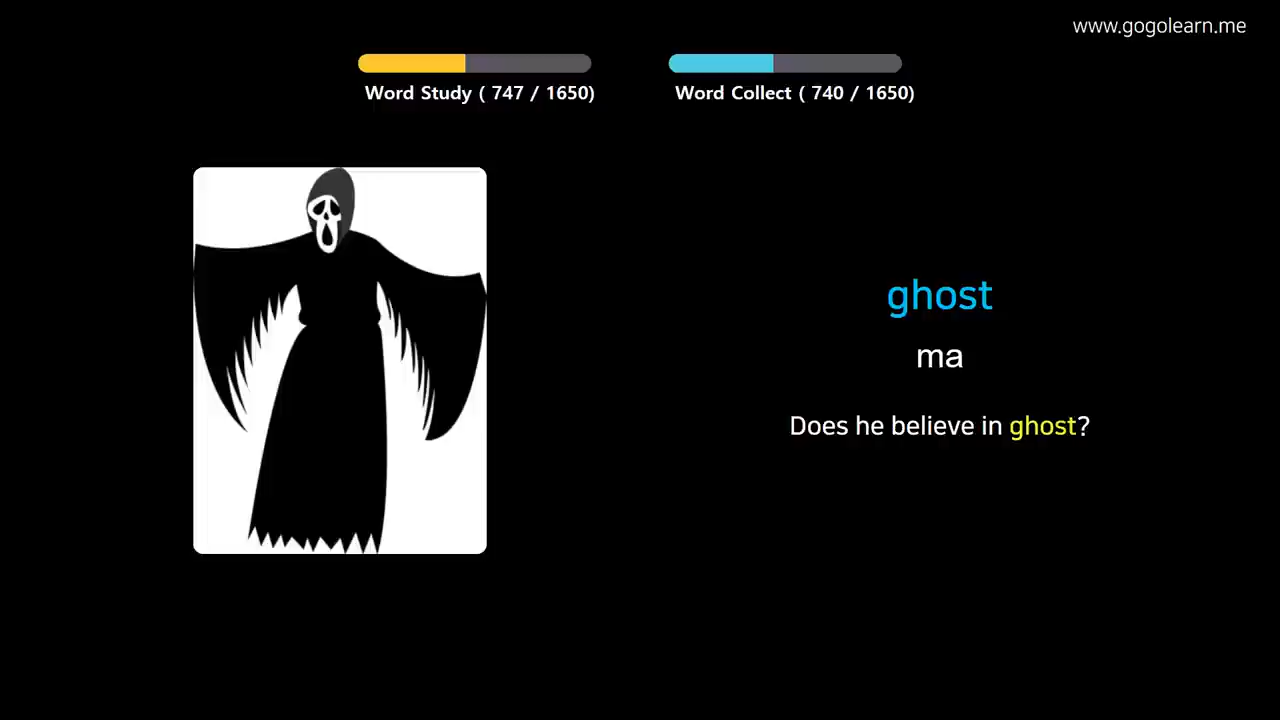 www.gogolearn.me
Word Study ( 747 / 1650)
Word Collect ( 740 / 1650)
ghost
ma
Does he believe in ghost?